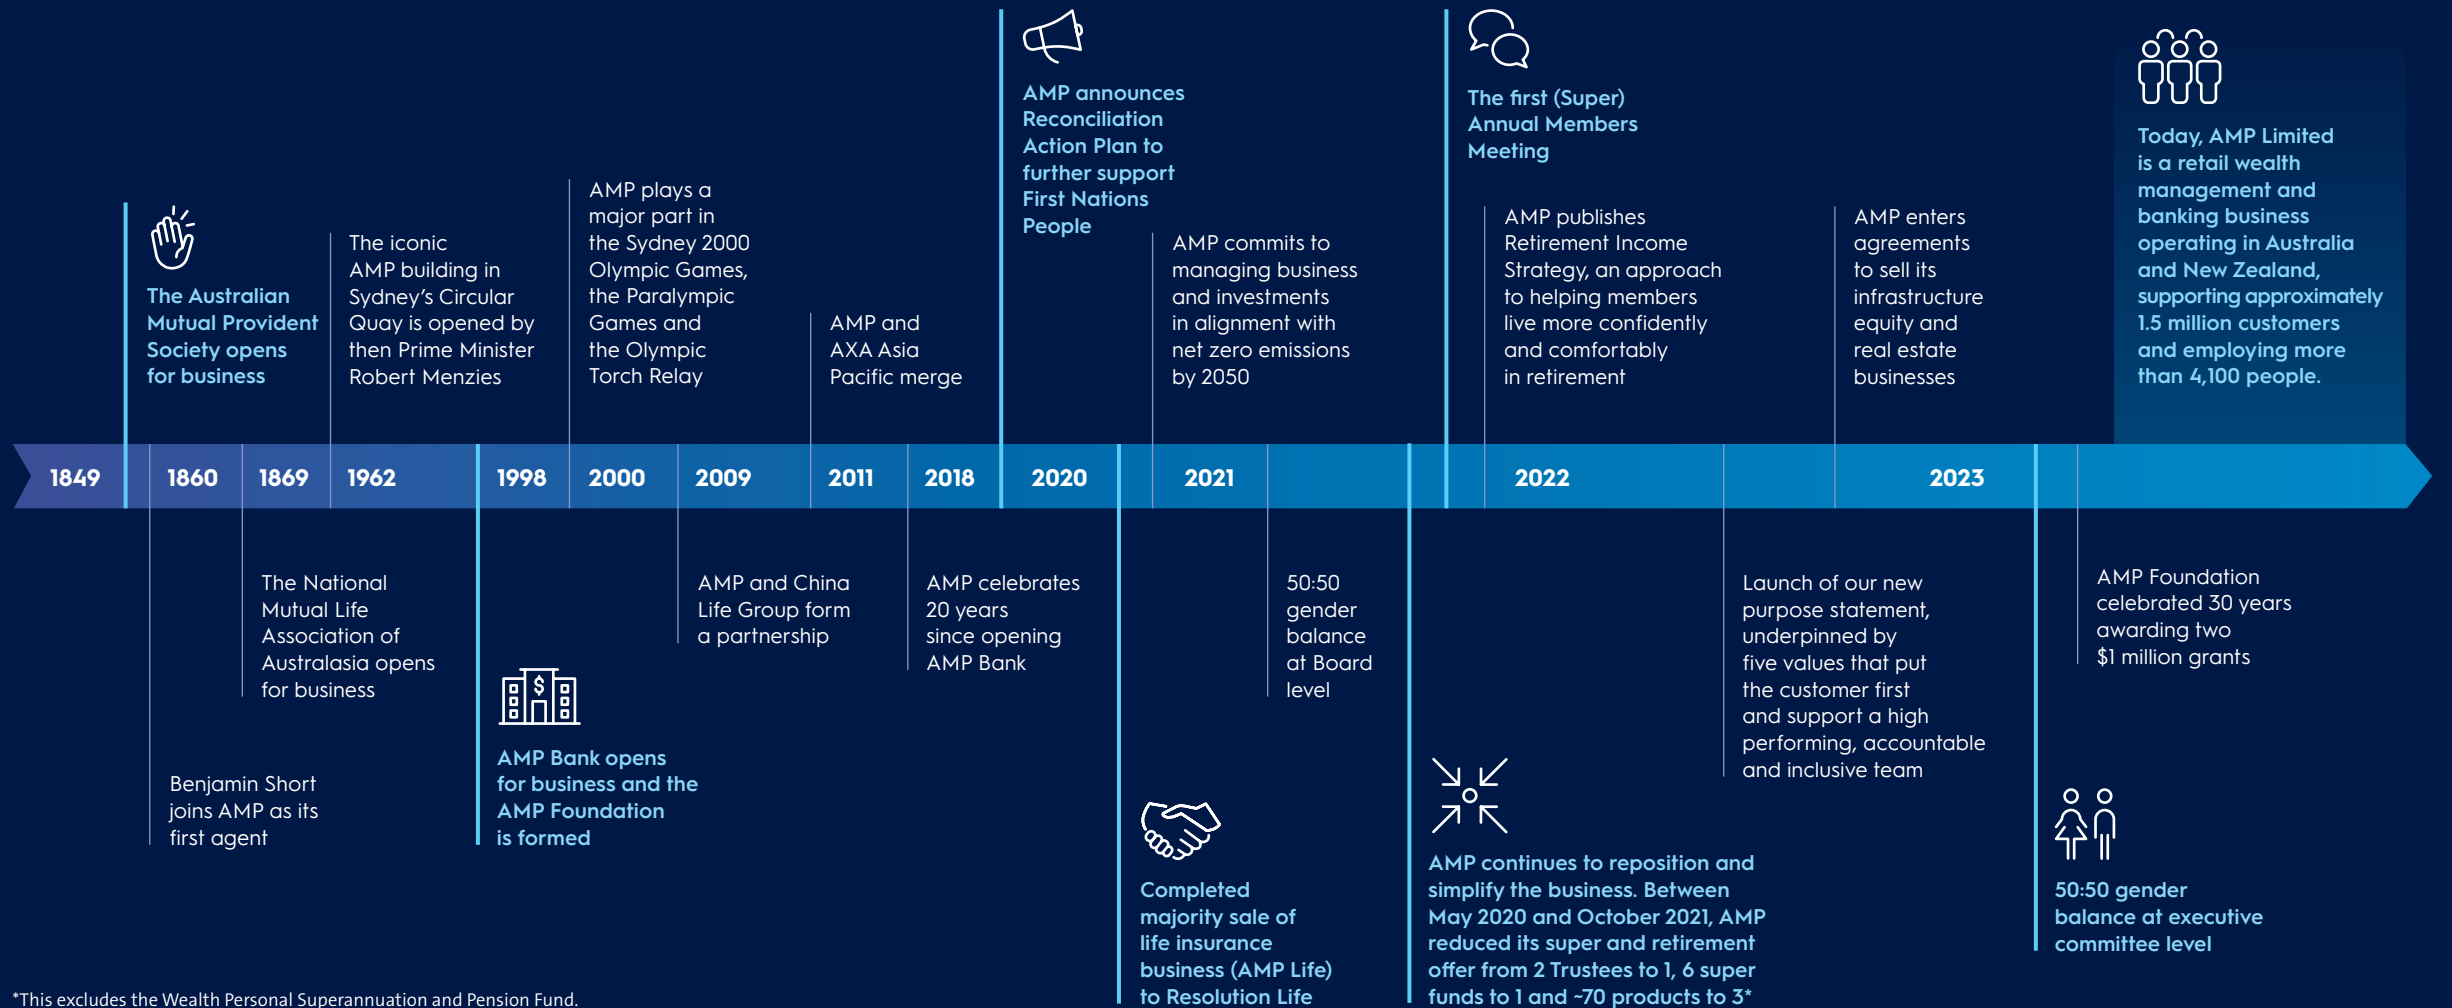 AMP announces
Reconciliation
Action Plan to
further support
First Nations
People
The first (Super)
Annual Members
Meeting
Today, AMP Limited
is a retail wealth
management and
banking business
operating in Australia
and New Zealand,
supporting approximately
1.5 million customers
and employing more
than 4,100 people.
The Australian
Mutual Provident
Society opens
for business
The iconic
AMP building in
Sydney's Circular
Quay is opened by
then Prime Minister
Robert Menzies
AMP plays a
major part in
the Sydney 2000
Olympic Games,
the Paralympic
Games and
the Olympic
Torch Relay
AMP and
AXA Asia
Pacific merge
AMP commits to
managing business
and investments
in alignment with
net zero emissions
by 2050
AMP publishes
Retirement Income
Strategy, an approach
to helping members
live more confidently
and comfortably
in retirement
AMP enters
agreements
to sell its
infrastructure
equity and
real estate
businesses
1849
1860
1869
1962
1998
2000
2009
2011
2018
2020
2021
2022
2023
The National
Mutual Life
Association of
Australasia opens
for business
Benjamin Short
joins AMP as its
first agent
$
AMP Bank opens
for business and the
AMP Foundation
is formed
AMP and China
Life Group form
a partnership
AMP celebrates
20 years
since opening
AMP Bank
Completed
majority sale of
life insurance
business (AMP Life)
to Resolution Life
50:50
gender
balance
at Board
level
AMP continues to reposition and
simplify the business. Between
May 2020 and October 2021, AMP
reduced its super and retirement
offer from 2 Trustees to 1, 6 super
funds to 1 and ~70 products to 3*
Launch of our new
purpose statement,
underpinned by
five values that put
the customer first
and support a high
performing, accountable
and inclusive team
50:50 gender
balance at executive
committee level
AMP Foundation
celebrated 30 years
awarding two
$1 million grants
*This excludes the Wealth Personal Superannuation and Pension Fund.